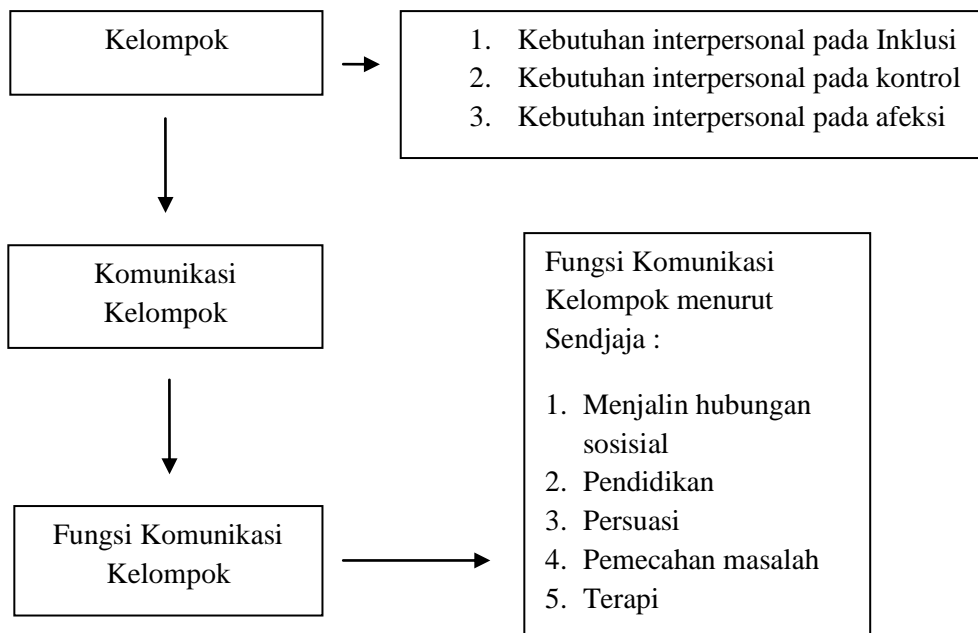 Kelompok
1. Kebutuhan interpersonal pada Inklusi
2. Kebutuhan interpersonal pada kontrol
3. Kebutuhan interpersonal pada afeksi
Komunikasi
Kelompok
Fungsi Komunikasi
Kelompok
Fungsi Komunikasi
Kelompok menurut
Sendjaja :
1. Menjalin hubungan
sosisial
2. Pendidikan
3. Persuasi
4. Pemecahan masalah
5. Terapi